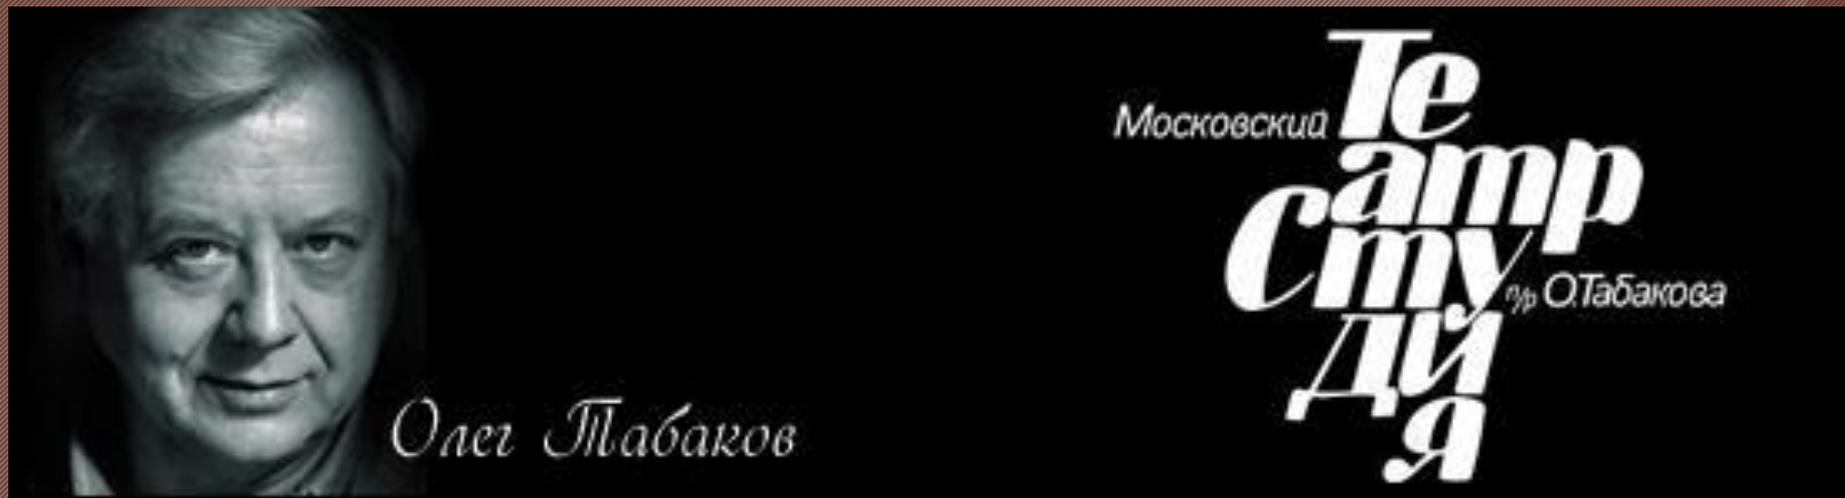 Олег Табаков
Московский
Те
атр
Сту
п/р О.Табакова
ди
я